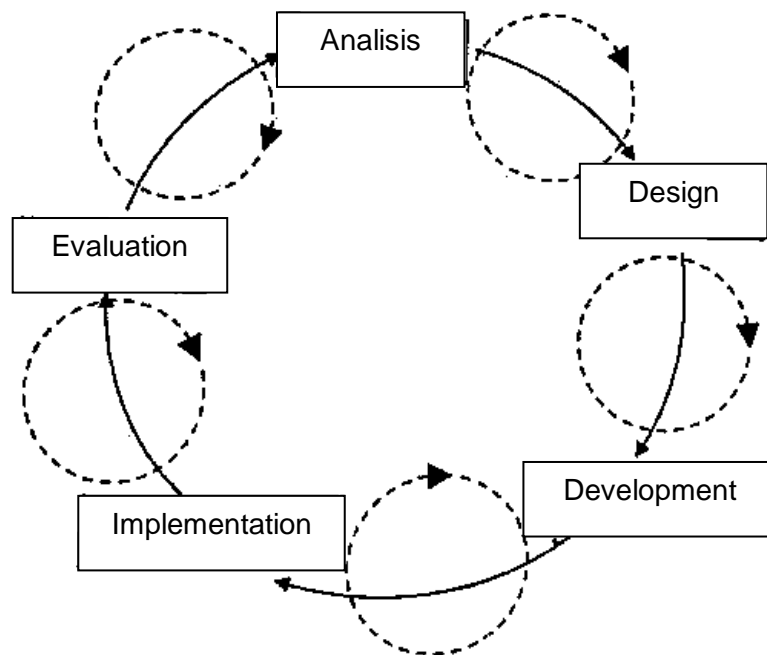 Analisis
Design
Evaluation
Development
Implementation